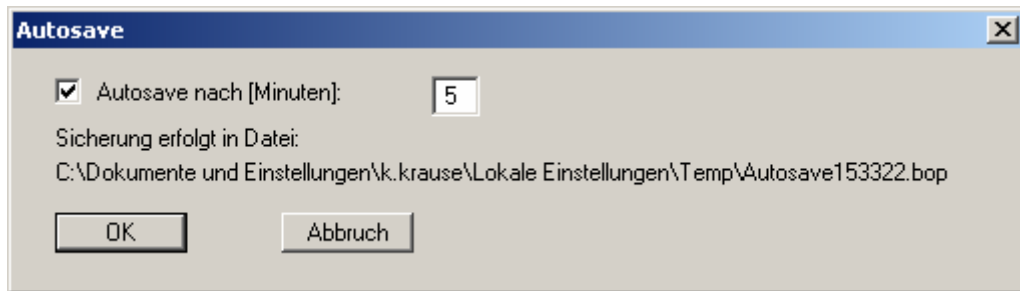 Autosave
Autosave nach [Minuten]: 5
Sicherung erfolgt in Datei:
C:\Dokumente und Einstellungen\k.krause\Lokale Einstellungen\Temp\Autosave153322.bop
OK Abbruch